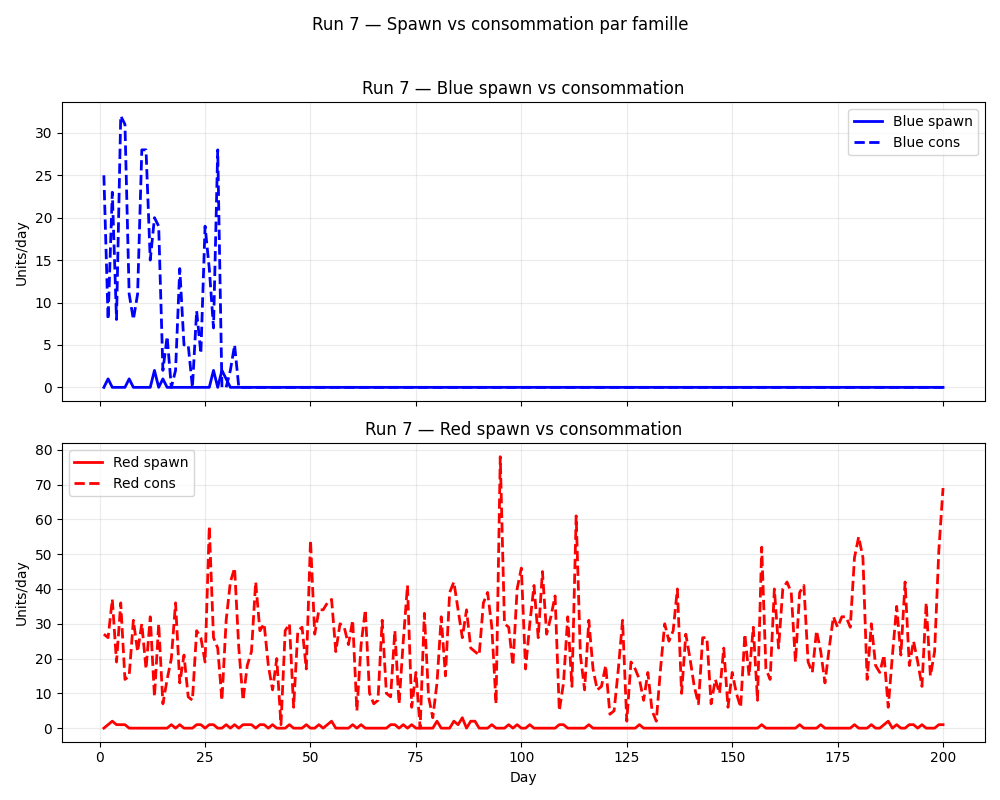 Run 7 — Spawn vs consommation par famille
Run 7 — Blue spawn vs consommation
Blue spawn
Blue cons
Units/day
30
25
20
15
10
5
0
Run 7 — Red spawn vs consommation
Red spawn
Red cons
Units/day
80
70
60
50
40
30
20
10
0
0 25 50 75 100 125 150 175 200
Day